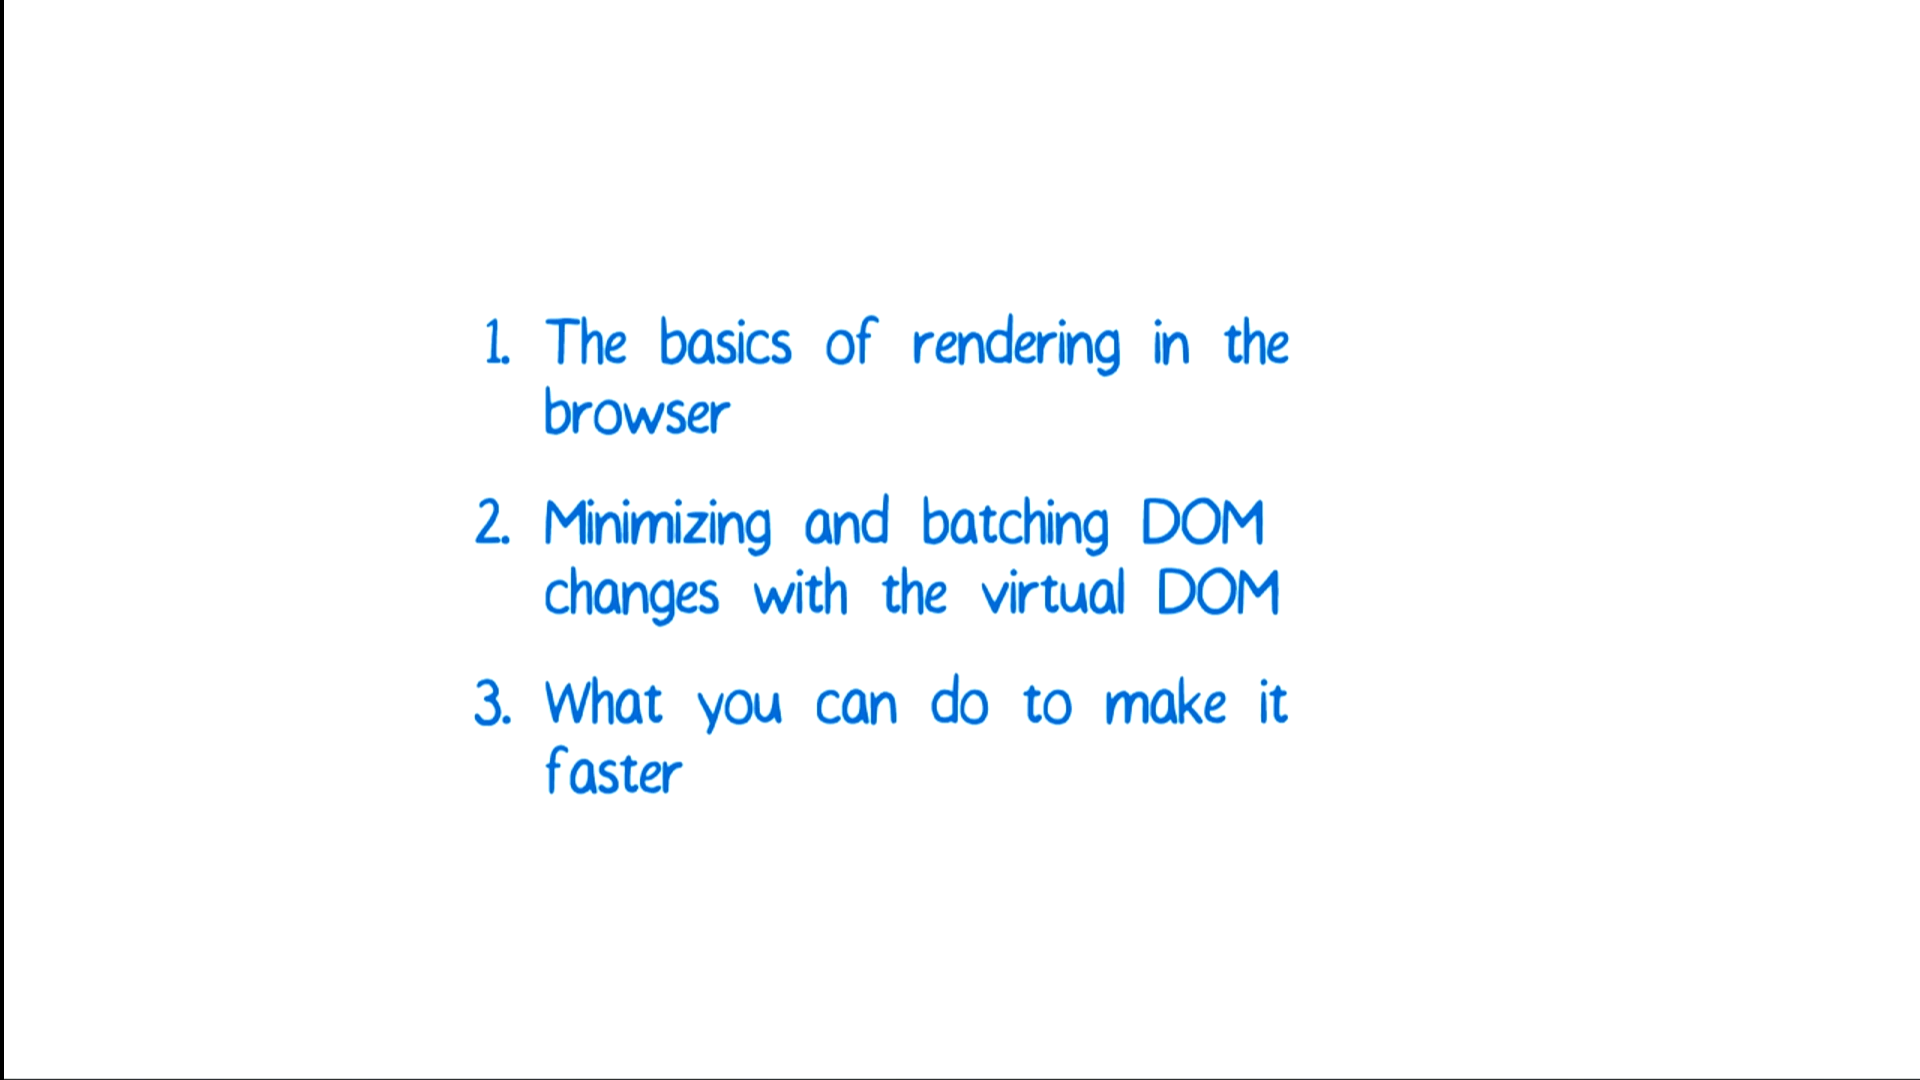 1. The basics of rendering in the
browser
2. Minimizing and batching DOM
changes with the virtual DOM
3. What you can do to make it
faster